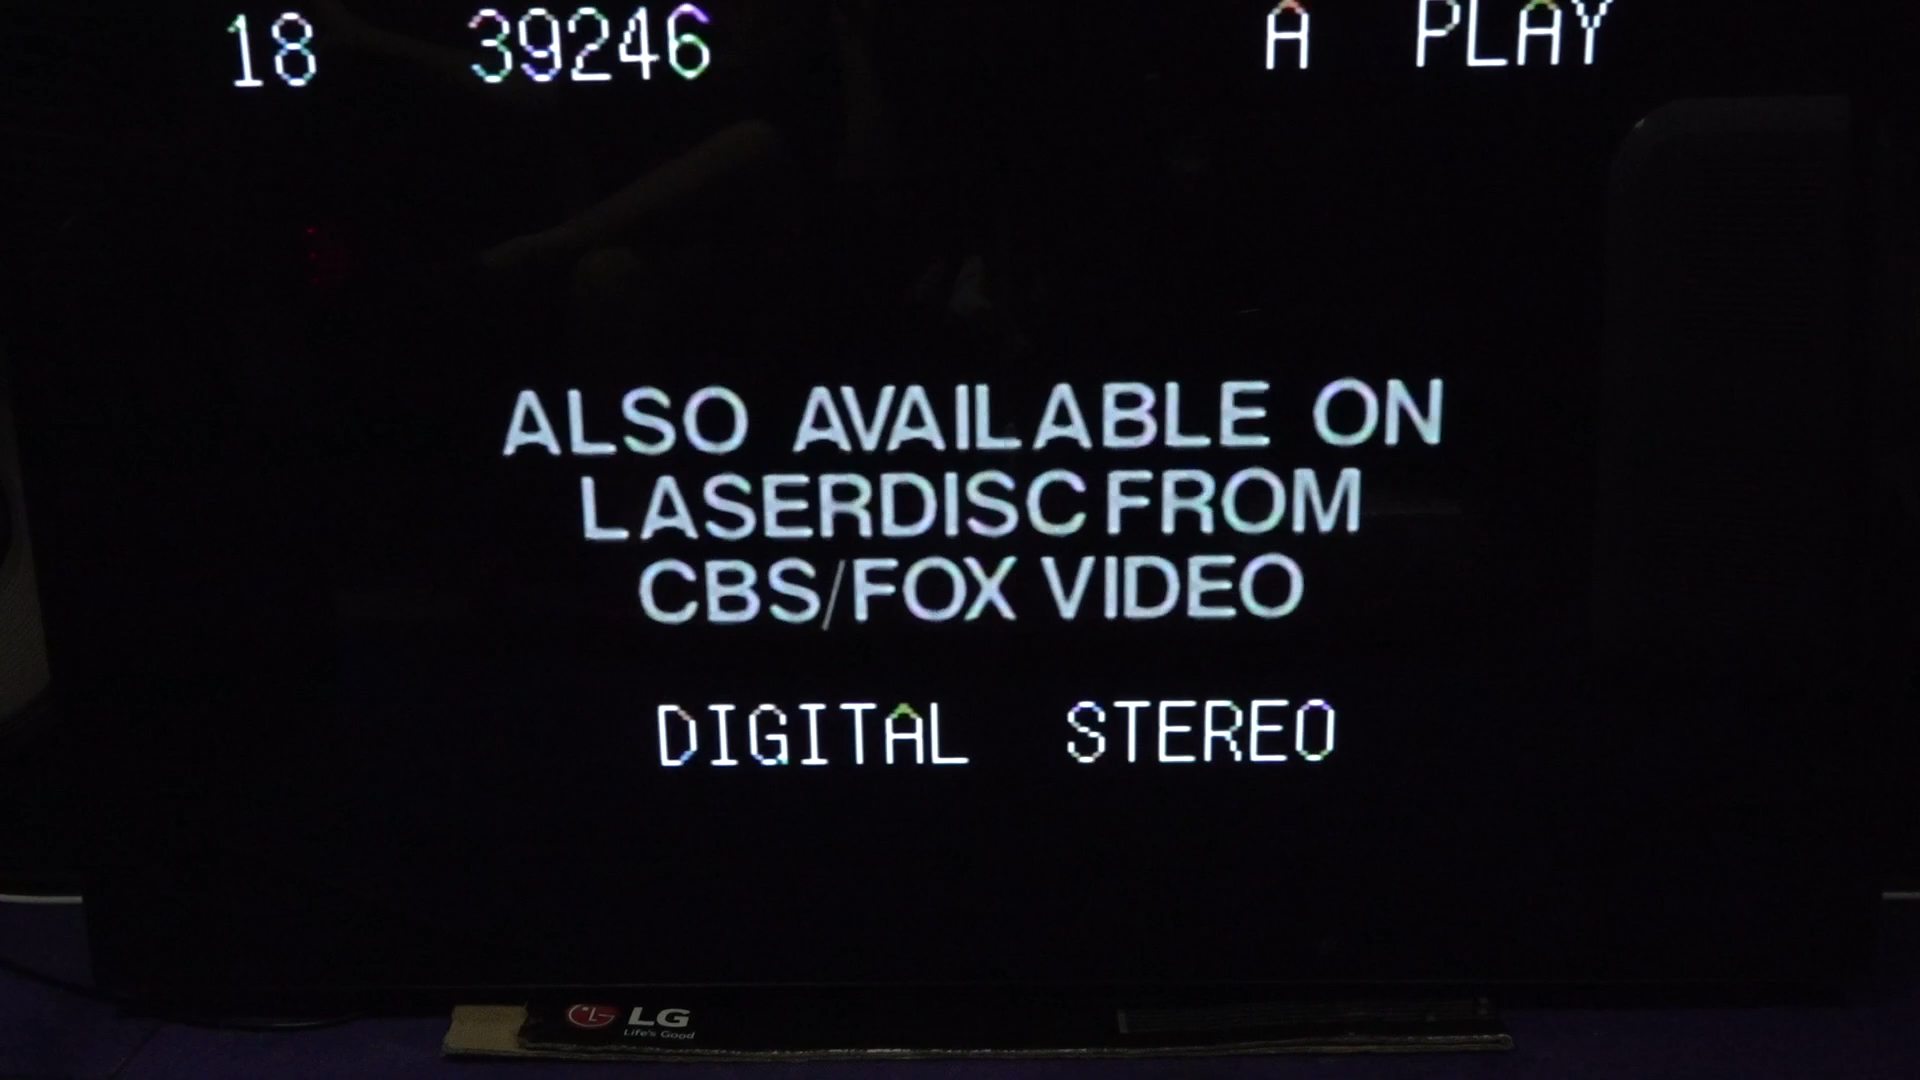 18 39246 A PLAY
ALSO AVAILABLE ON
LASERDISC FROM
CBS/FOX VIDEO
DIGITAL STEREO
LG
Life's Good